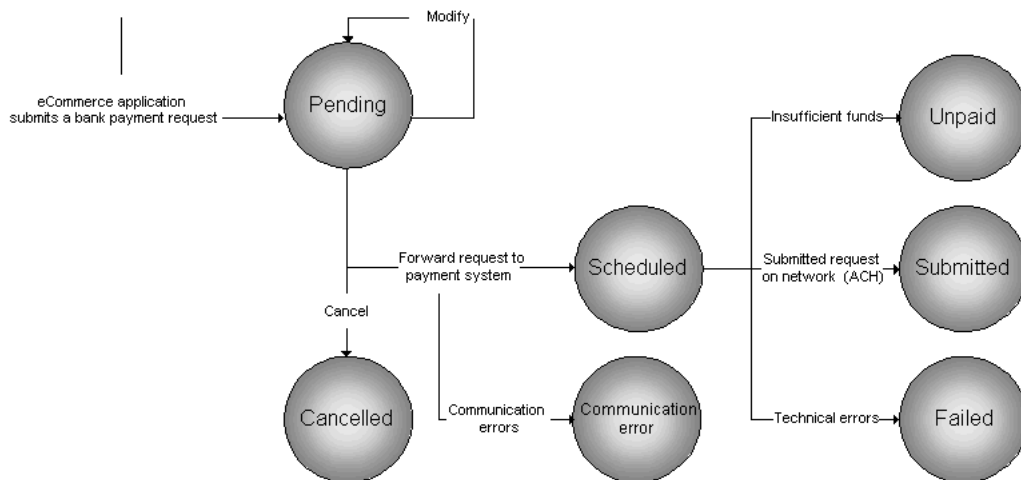 Modify
Pending
eCommerce application
submits a bank payment request
Insufficient funds
Unpaid
Forward request to
payment system
Scheduled
Submitted request
on network (ACH)
Submitted
Cancel
Cancelled
Communication
errors
Communication
error
Technical errors
Failed